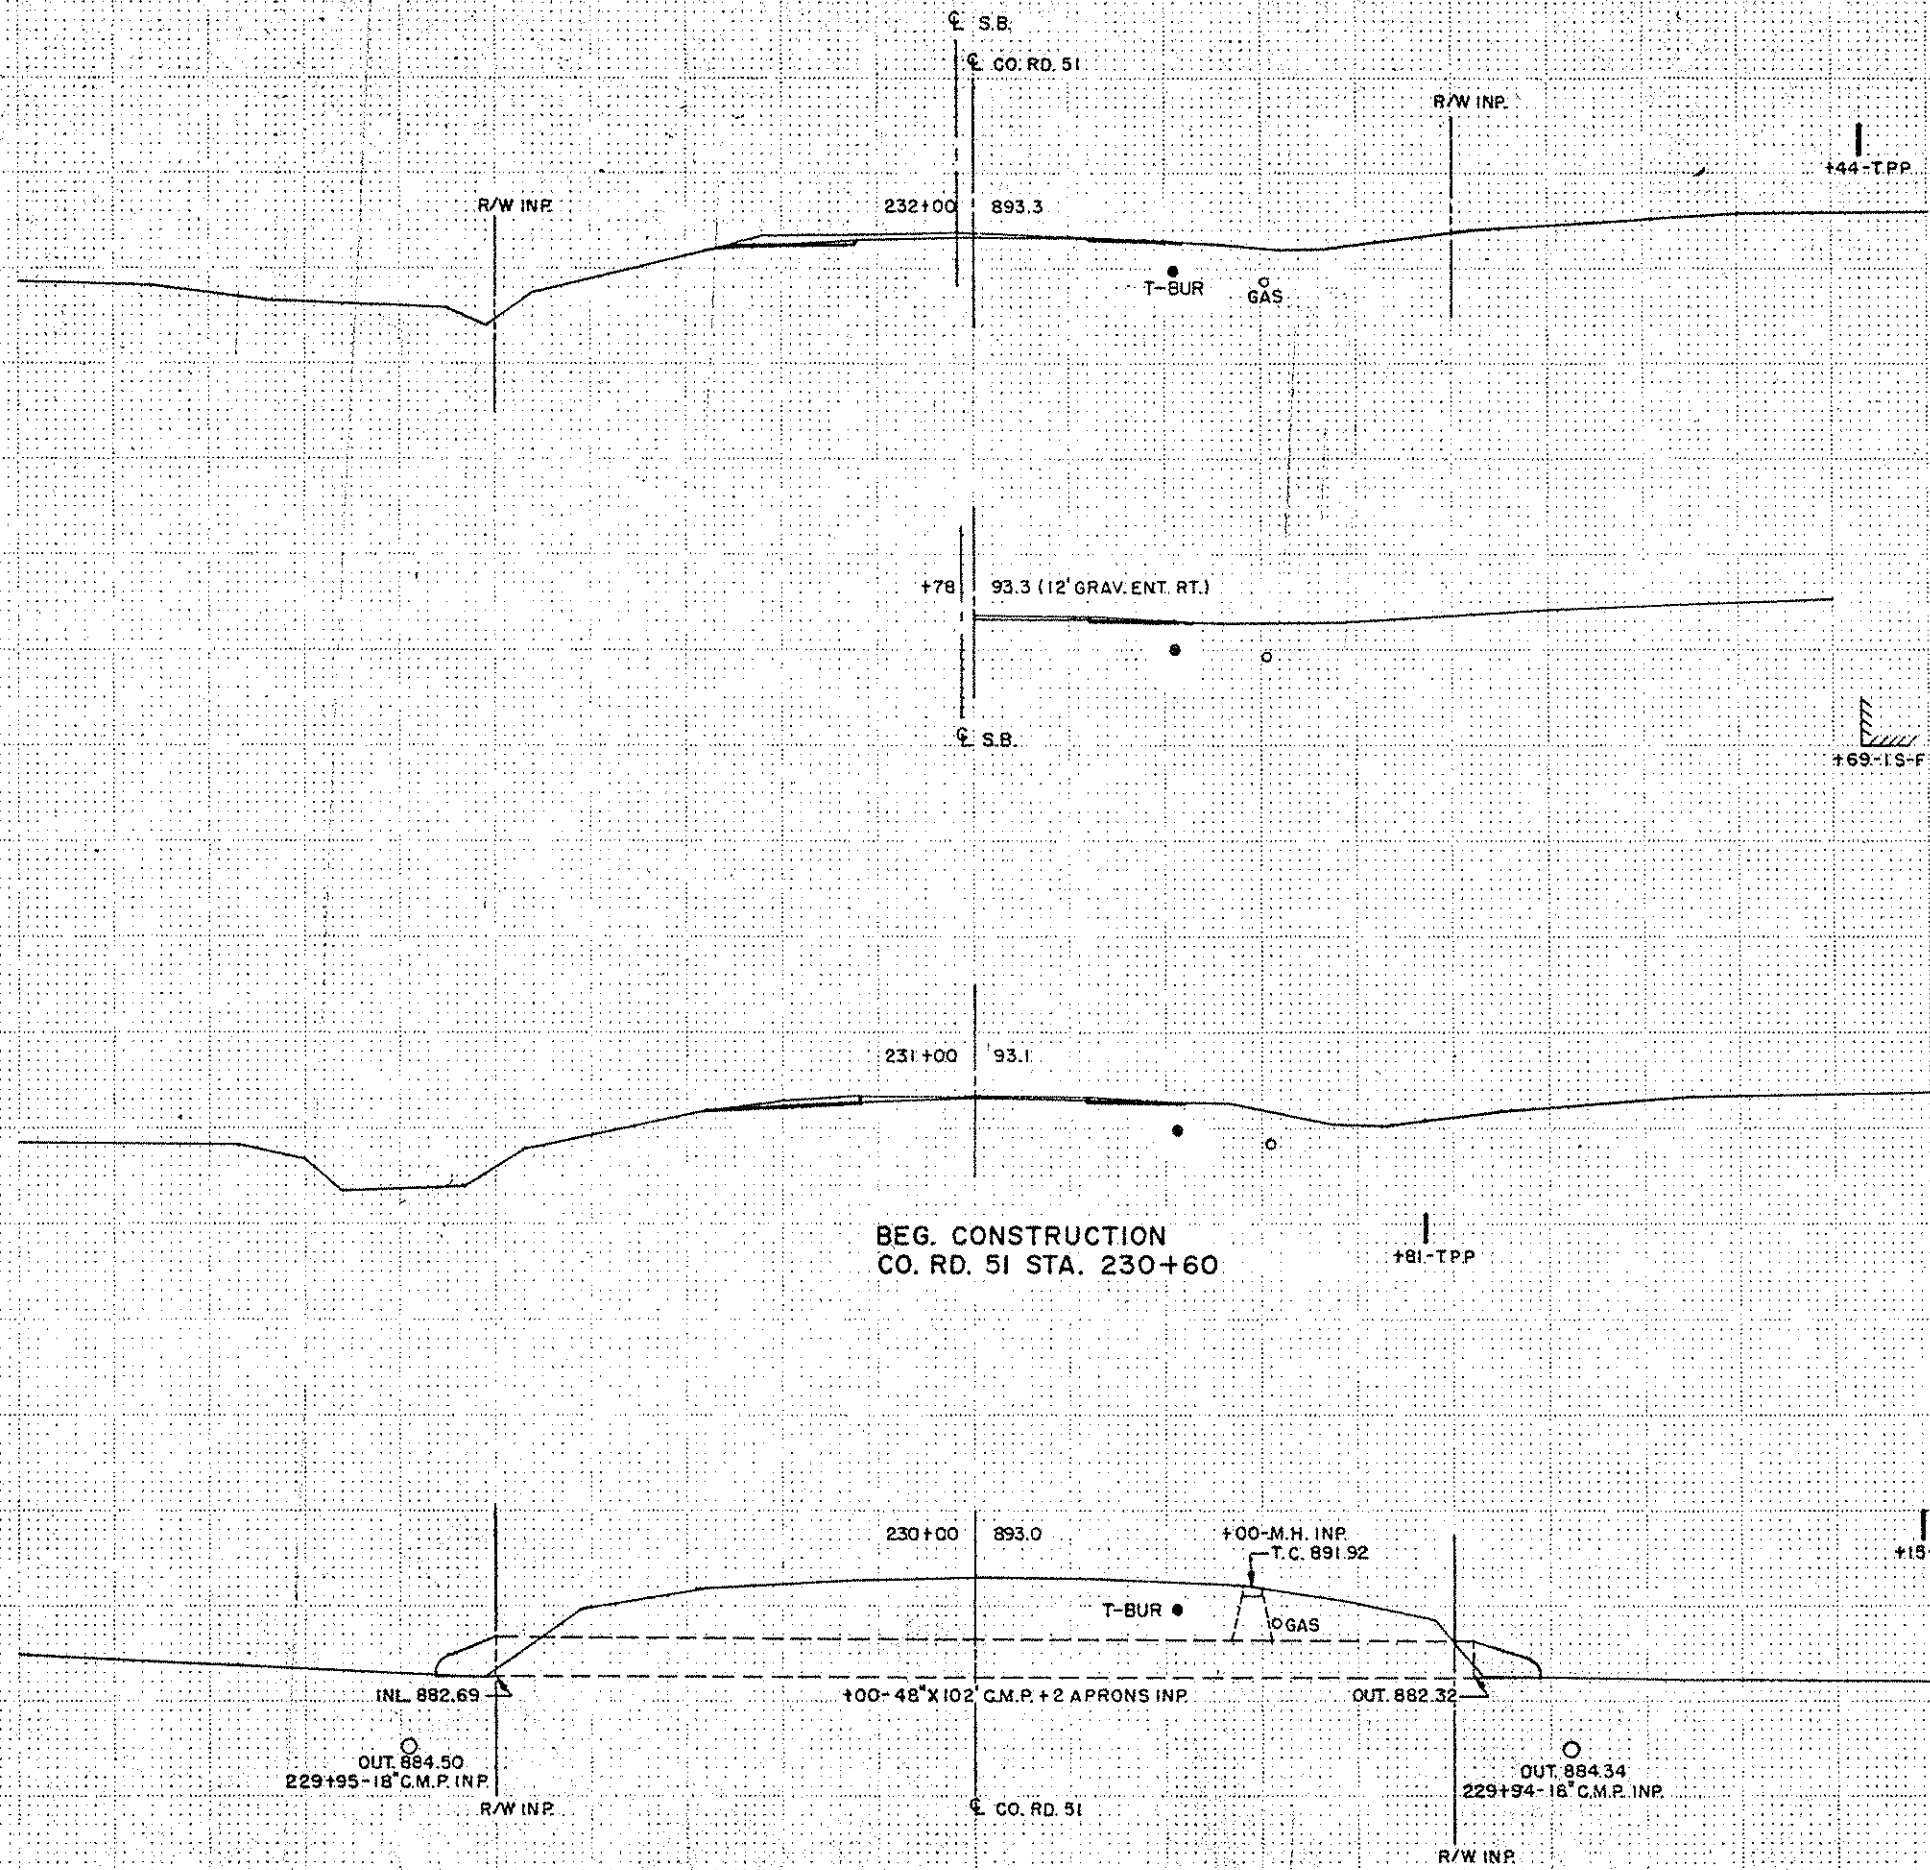 ℄ S.B.
℄ CO. RD. 51
R/W INP.
+44-T.P.P.
R/W INP.
232+00 893.3
T-BUR
GAS
+78 93.3 (12' GRAV. ENT. RT.)
℄ S.B.
+69-1S-F
231+00 93.1
BEG. CONSTRUCTION
CO. RD. 51 STA. 230+60
+81-T.P.P.
230+00 893.0
+00-M.H. INP.
T.C. 891.92
+15
T-BUR
GAS
INL. 882.69
+00-48"X102' C.M.P. +2 APRONS INP.
OUT. 882.32
OUT. 884.50
229+95-18" C.M.P. INP.
OUT. 884.34
229+94-18" C.M.P. INP.
R/W INP.
℄ CO. RD. 51
R/W INP.